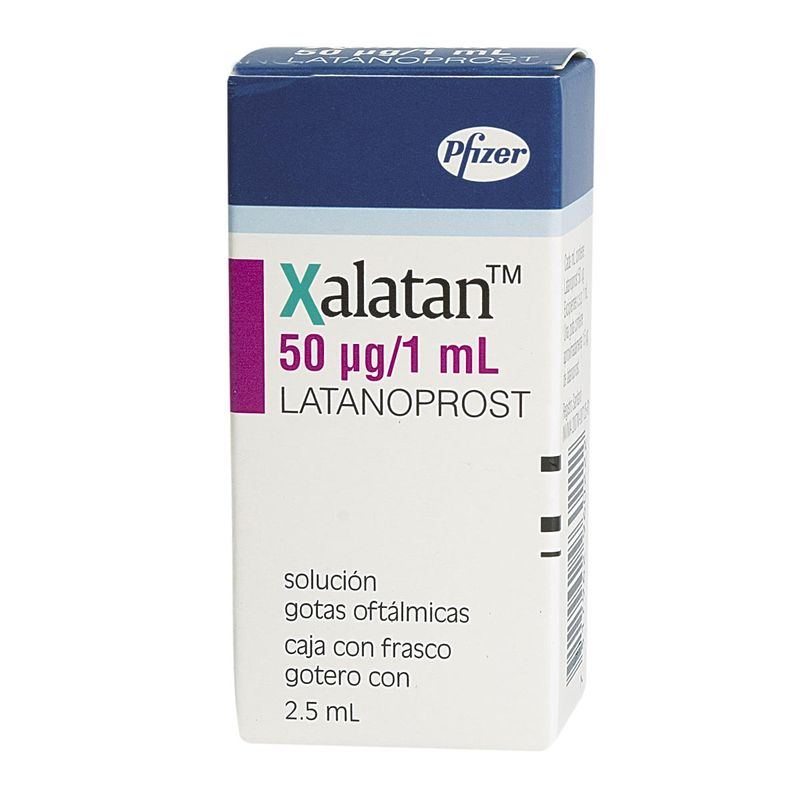 50 µg/1 mL
LATANOPROST
Pfizer
Xalatan™
50 µg/1 mL
LATANOPROST
solución
gotas oftálmicas
caja con frasco
gotero con
2.5 mL